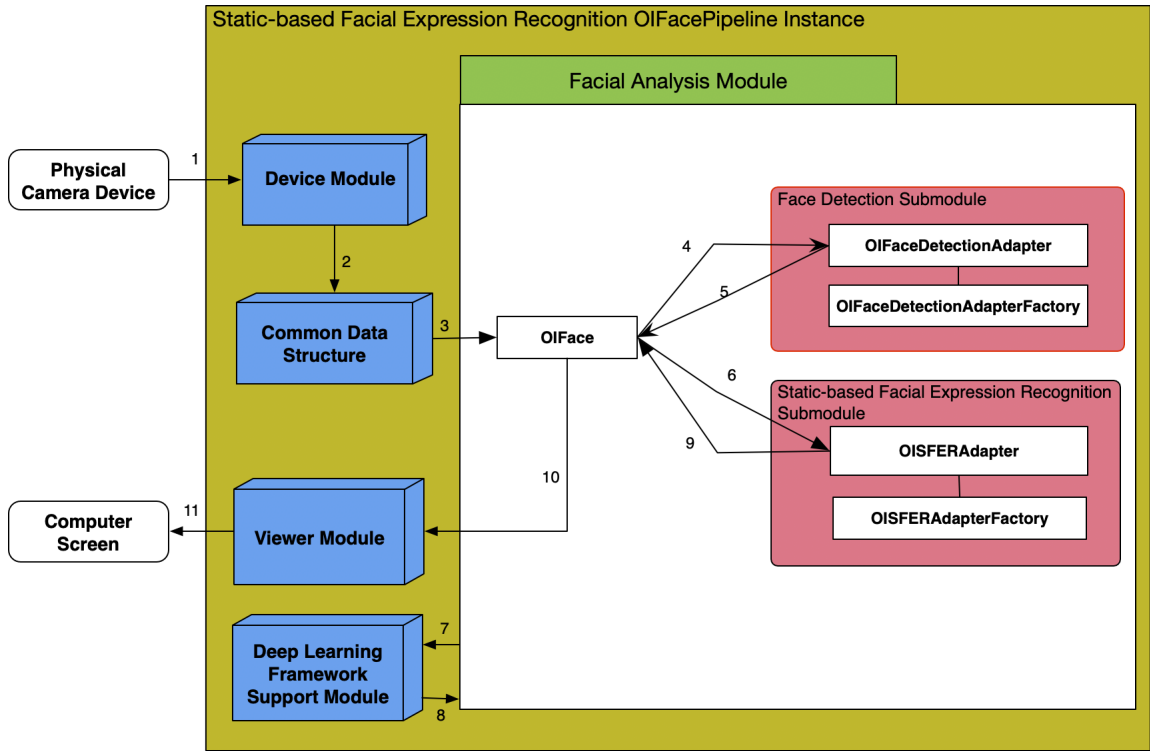 Static-based Facial Expression Recognition OIFacePipeline Instance
Facial Analysis Module
Physical
Camera Device
1
Device Module
2
Common Data
Structure
3
OIFace
4
5
Face Detection Submodule
OIFaceDetectionAdapter
OIFaceDetectionAdapterFactory
6
9
Static-based Facial Expression Recognition
Submodule
OISFERAdapter
OISFERAdapterFactory
10
Computer
Screen
11
Viewer Module
Deep Learning
Framework
Support Module
7
8